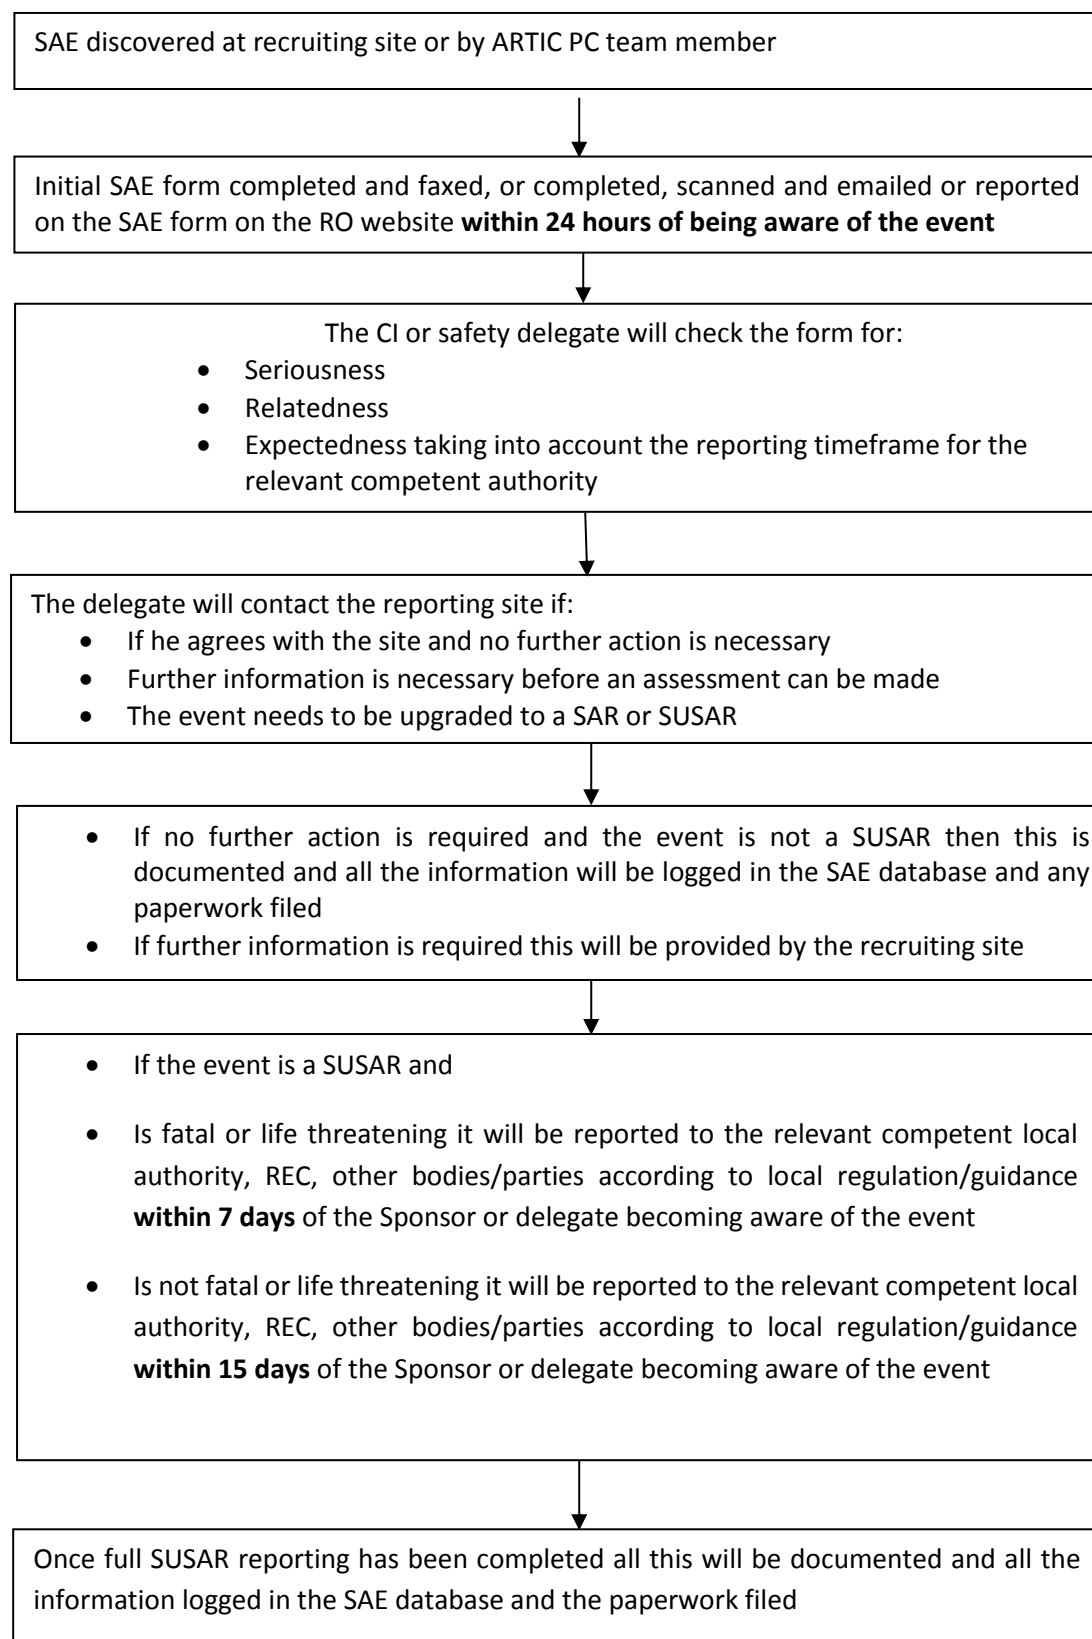 SAE discovered at recruiting site or by ARTIC PC team member
Initial SAE form completed and faxed, or completed, scanned and emailed or reported
on the SAE form on the RO website within 24 hours of being aware of the event
The CI or safety delegate will check the form for:
• Seriousness
• Relatedness
• Expectedness taking into account the reporting timeframe for the
relevant competent authority
The delegate will contact the reporting site if:
• If he agrees with the site and no further action is necessary
• Further information is necessary before an assessment can be made
• The event needs to be upgraded to a SAR or SUSAR
• If no further action is required and the event is not a SUSAR then this is
documented and all the information will be logged in the SAE database and any
paperwork filed
• If further information is required this will be provided by the recruiting site
• If the event is a SUSAR and
• Is fatal or life threatening it will be reported to the relevant competent local
authority, REC, other bodies/parties according to local regulation/guidance
within 7 days of the Sponsor or delegate becoming aware of the event
• Is not fatal or life threatening it will be reported to the relevant competent local
authority, REC, other bodies/parties according to local regulation/guidance
within 15 days of the Sponsor or delegate becoming aware of the event
Once full SUSAR reporting has been completed all this will be documented and all the
information logged in the SAE database and the paperwork filed